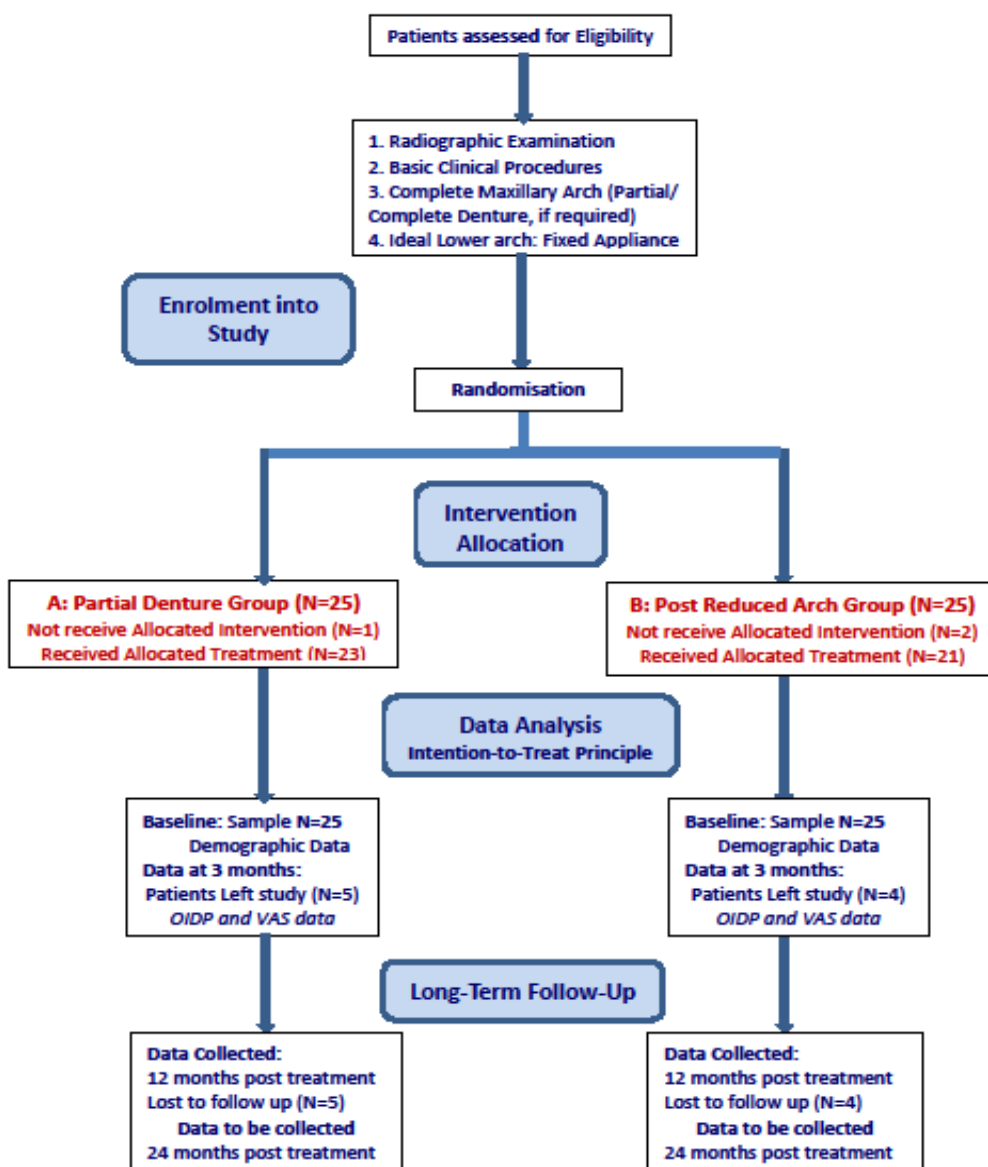 Patients assessed for Eligibility
1. Radiographic Examination
2. Basic Clinical Procedures
3. Complete Maxillary Arch (Partial/
Complete Denture, if required)
4. Ideal Lower arch: Fixed Appliance
Enrolment into
Study
Randomisation
Intervention
Allocation
A: Partial Denture Group (N=25)
Not receive Allocated Intervention (N=1)
Received Allocated Treatment (N=23)
B: Post Reduced Arch Group (N=25)
Not receive Allocated Intervention (N=2)
Received Allocated Treatment (N=21)
Data Analysis
Intention-to-Treat Principle
Baseline: Sample N=25
Demographic Data
Data at 3 months:
Patients Left study (N=5)
OIDP and VAS data
Baseline: Sample N=25
Demographic Data
Data at 3 months:
Patients Left study (N=4)
OIDP and VAS data
Long-Term Follow-Up
Data Collected:
12 months post treatment
Lost to follow up (N=5)
Data to be collected
24 months post treatment
Data Collected:
12 months post treatment
Lost to follow up (N=4)
Data to be collected
24 months post treatment